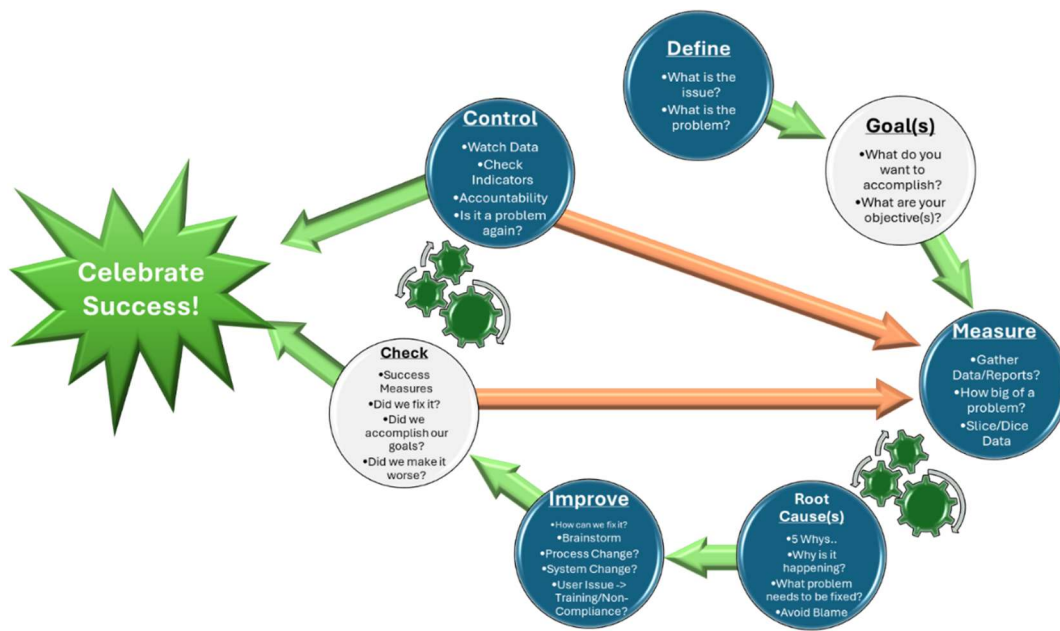 Define
•What is the
issue?
•What is the
problem?
Goal(s)
•What do you
want to
accomplish?
•What are your
objective(s)?
Control
•Watch Data
•Check
Indicators
•Accountability
•Is it a problem
again?
Celebrate
Success!
Measure
•Gather
Data/Reports?
•How big of a
problem?
•Slice/Dice
Data
Check
•Success
Measures
•Did we fix it?
•Did we
accomplish our
goals?
•Did we make it
worse?
Improve
•How can we fix it?
•Brainstorm
•Process Change?
•System Change?
•User Issue ->
Training/Non-
Compliance?
Root
Cause(s)
•5 Whys..
•Why is it
happening?
•What problem
needs to be fixed?
•Avoid Blame